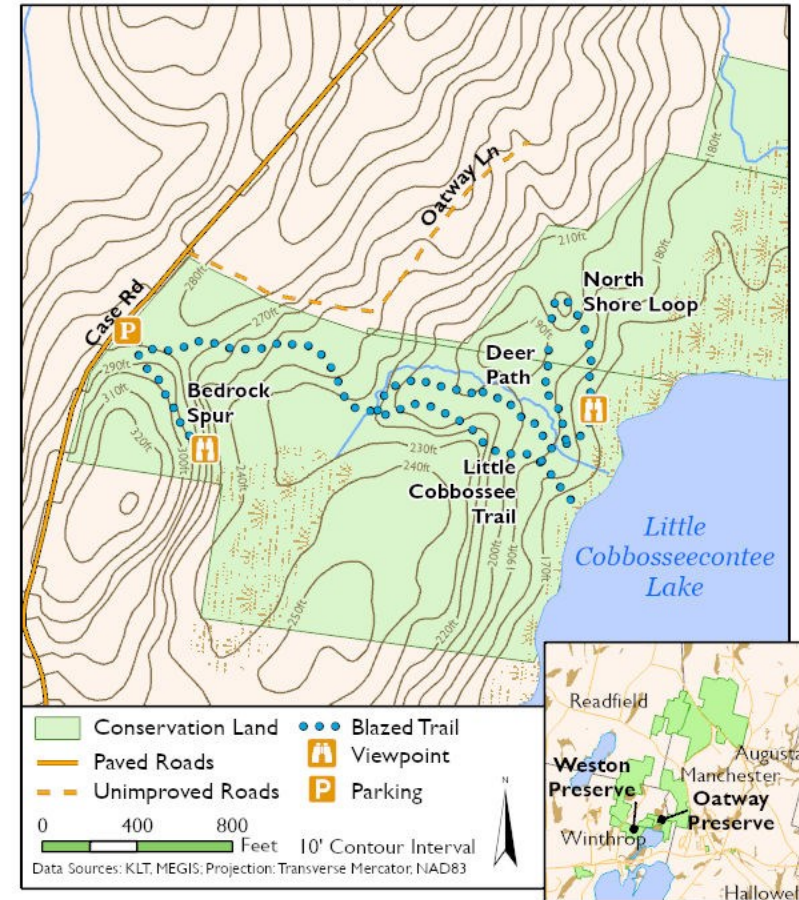 180ft
Oatway Ln
210ft
180ft
280ft
North
Shore Loop
Case Rd
P
270ft
190ft
Deer
Path
290ft
310ft
Bedrock
Spur
320ft
300ft
240ft
230ft
240ft
Little
Cobbossee
Trail
Little
Cobbosseecontee
Lake
200ft
190ft
170ft
250ft
220ft
Conservation Land
Blazed Trail
Paved Roads
Viewpoint
Unimproved Roads
P Parking
0 400 800
Feet 10' Contour Interval
N
Data Sources: KLT, MEGIS; Projection: Transverse Mercator, NAD83
Readfield
Augusta
Weston
Preserve
Manchester
Oatway
Preserve
Winthrop
Hallowel